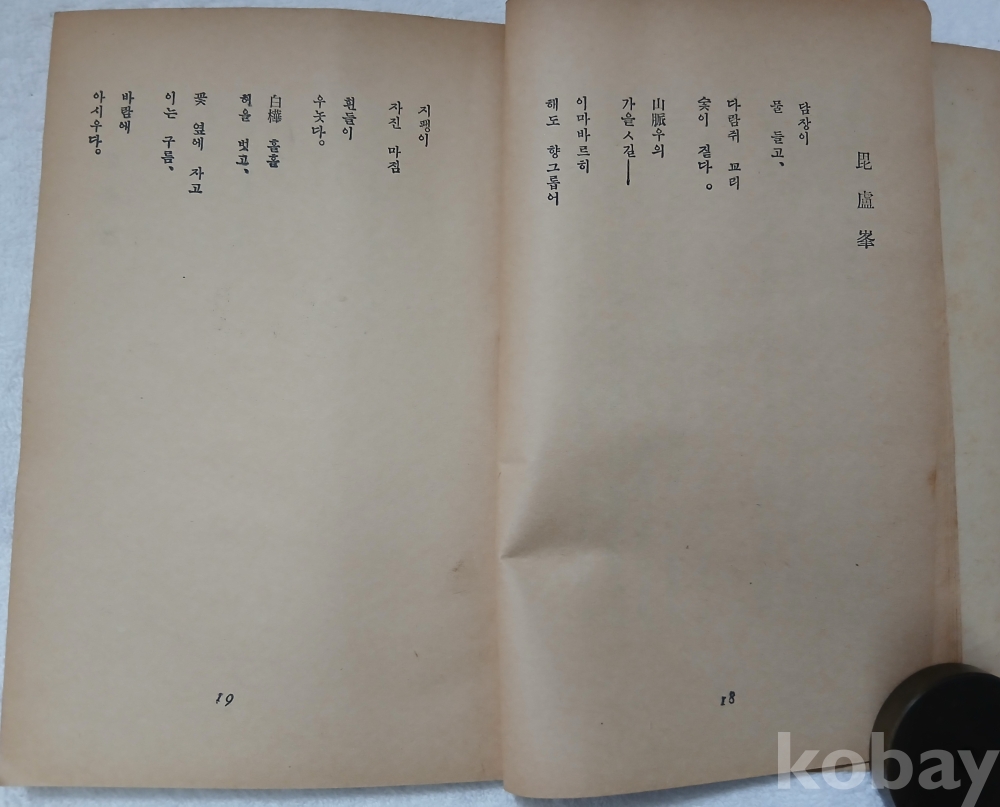 毘盧峯
담장이
물 들고、
다람쥐 꼬리
숯이 짙다。
山脈우의
가을ㅅ길——
이마바르히
해도 향그롭어
18
지팽이
자진 마짐
흰들이
우놋다。
白樺 홀홀
허울 벗고、
꽃 옆에 자고
이는 구름、
바람에
아시우다。
19
kobay